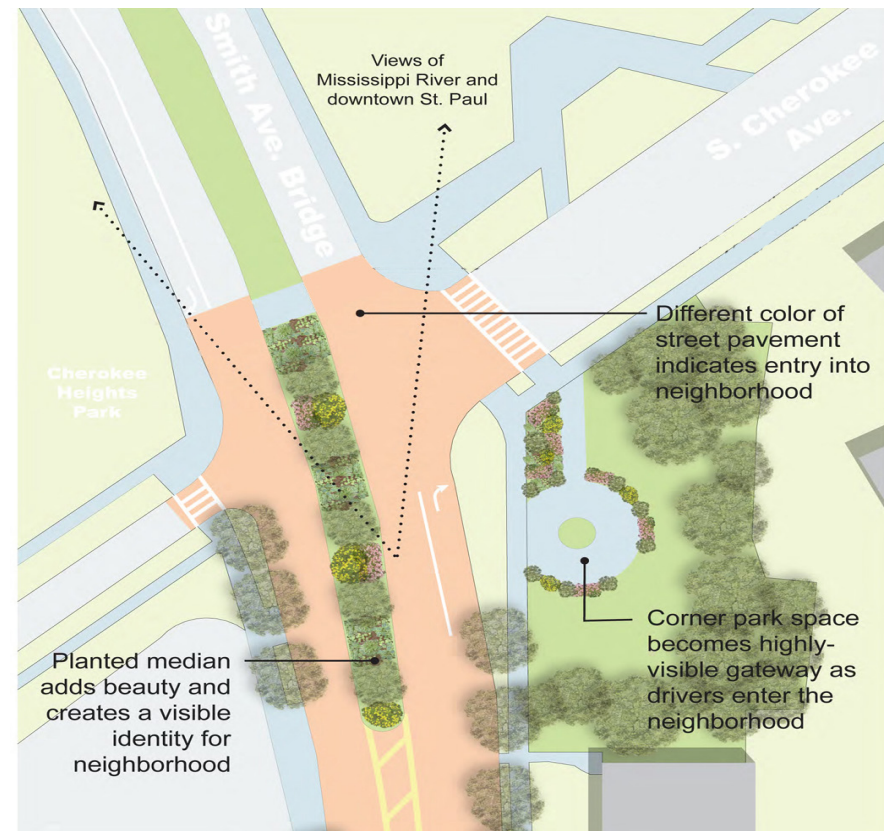 Views of
Mississippi River and
downtown St. Paul
Smith Ave. Bridge
S. Cherokee
Ave.
Different color of
street pavement
indicates entry into
neighborhood
Cherokee
Heights
Park
Corner park space
becomes highly-
visible gateway as
drivers enter the
neighborhood
Planted median
adds beauty and
creates a visible
identity for
neighborhood